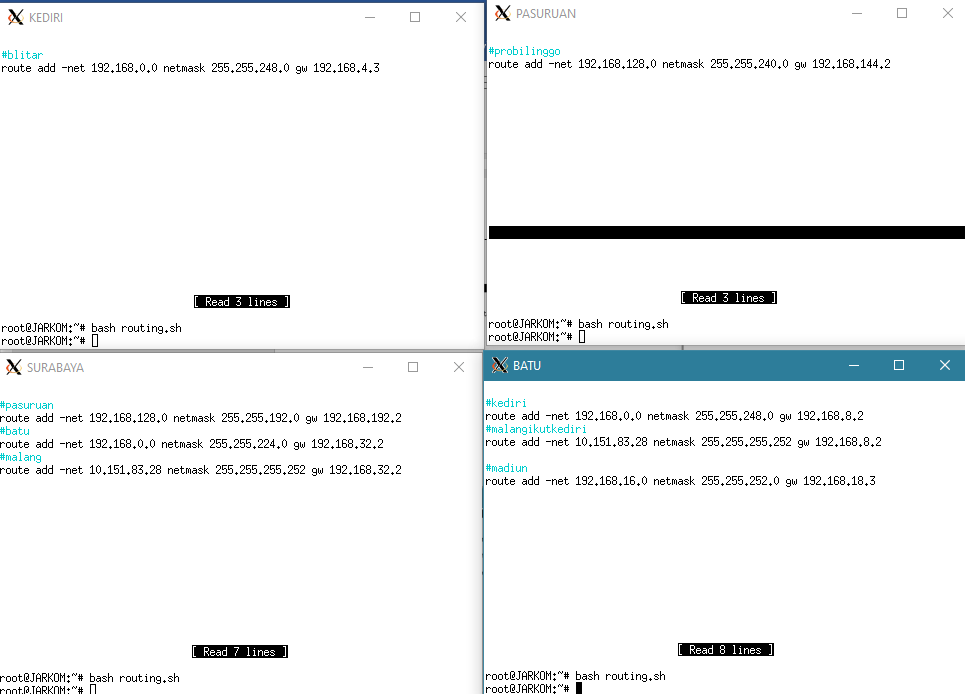 KEDIRI
#blitar
route add -net 192.168.0.0 netmask 255.255.248.0 gw 192.168.4.3
[ Read 3 lines ]
root@JARKOM:~# bash routing.sh
root@JARKOM:~#
PASURUAN
#probilinggo
route add -net 192.168.128.0 netmask 255.255.240.0 gw 192.168.144.2
[ Read 3 lines ]
root@JARKOM:~# bash routing.sh
root@JARKOM:~#
SURABAYA
#pasuruan
route add -net 192.168.128.0 netmask 255.255.192.0 gw 192.168.192.2
#batu
route add -net 192.168.0.0 netmask 255.255.224.0 gw 192.168.32.2
#malang
route add -net 10.151.83.28 netmask 255.255.255.252 gw 192.168.32.2
[ Read 7 lines ]
root@JARKOM:~# bash routing.sh
root@JARKOM:~#
BATU
#kediri
route add -net 192.168.0.0 netmask 255.255.248.0 gw 192.168.8.2
#malangikutkediri
route add -net 10.151.83.28 netmask 255.255.255.252 gw 192.168.8.2
#madiun
route add -net 192.168.16.0 netmask 255.255.252.0 gw 192.168.18.3
[ Read 8 lines ]
root@JARKOM:~# bash routing.sh
root@JARKOM:~#